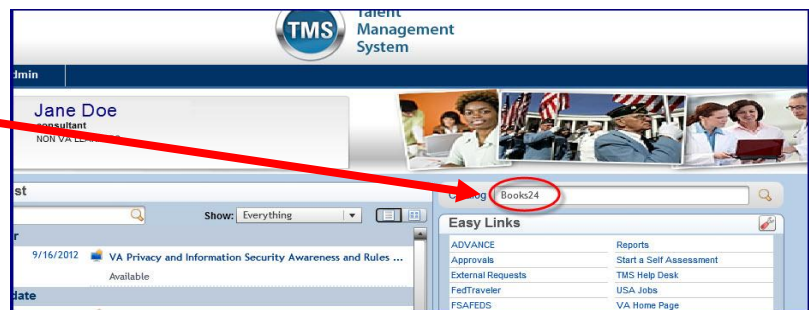 Talent
TMS
Management
System
dmin
Jane Doe
consultant
NON VA
st
Show: Everything
Books24
Easy Links
r
ADVANCE
Reports
9/16/2012
VA Privacy and Information Security Awareness and Rules ...
Approvals
Start a Self Assessment
Available
External Requests
TMS Help Desk
FedTraveler
USA Jobs
date
FSAFEDS
VA Home Page